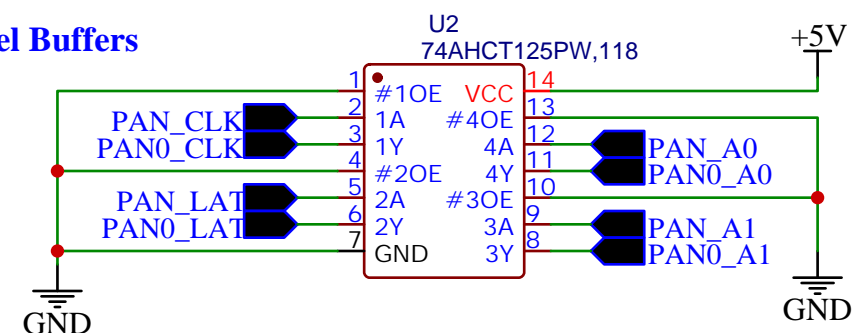 el Buffers
U2
74AHCT125PW,118
+5V
1 #1OE VCC 14
PAN_CLK 2 1A #4OE 13
PAN0_CLK 3 1Y 4A 12 PAN_A0
4 #2OE 4Y 11 PAN0_A0
PAN_LAT 5 2A #3OE 10
PAN0_LAT 6 2Y 3A 9 PAN_A1
7 GND 3Y 8 PAN0_A1
GND GND